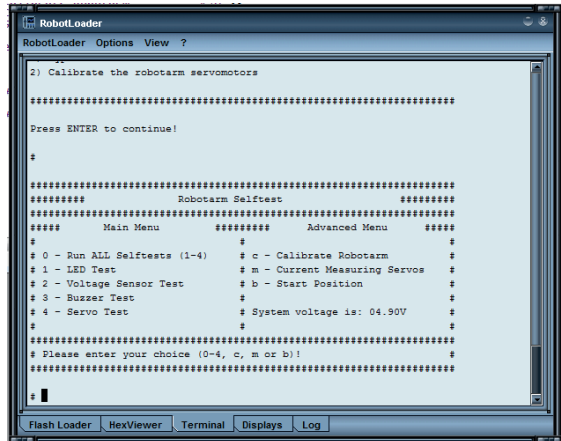 RobotLoader
RobotLoader Options View ?
2) Calibrate the robotarm servomotors
######################################################################
Press ENTER to continue!
#
######################################################################
######### Robotarm Selftest #########
######################################################################
##### Main Menu ######### Advanced Menu #####
# # #
# 0 - Run ALL Selftests (1-4) # c - Calibrate Robotarm #
# 1 - LED Test # m - Current Measuring Servos #
# 2 - Voltage Sensor Test # b - Start Position #
# 3 - Buzzer Test # #
# 4 - Servo Test # System voltage is: 04.90V #
# # #
######################################################################
# Please enter your choice (0-4, c, m or b)! #
######################################################################
#
Flash Loader HexViewer Terminal Displays Log